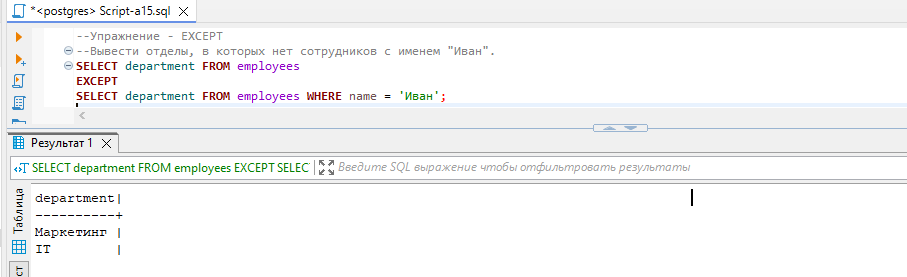 *<postgres> Script-a15.sql
--Упражнение - EXCEPT
--Вывести отделы, в которых нет сотрудников с именем "Иван".
SELECT department FROM employees
EXCEPT
SELECT department FROM employees WHERE name = 'Иван';
Результат 1
SELECT department FROM employees EXCEPT SELEC
Введите SQL выражение чтобы отфильтровать результаты
Таблица
department|
----------+
Маркетинг |
IT |
ст